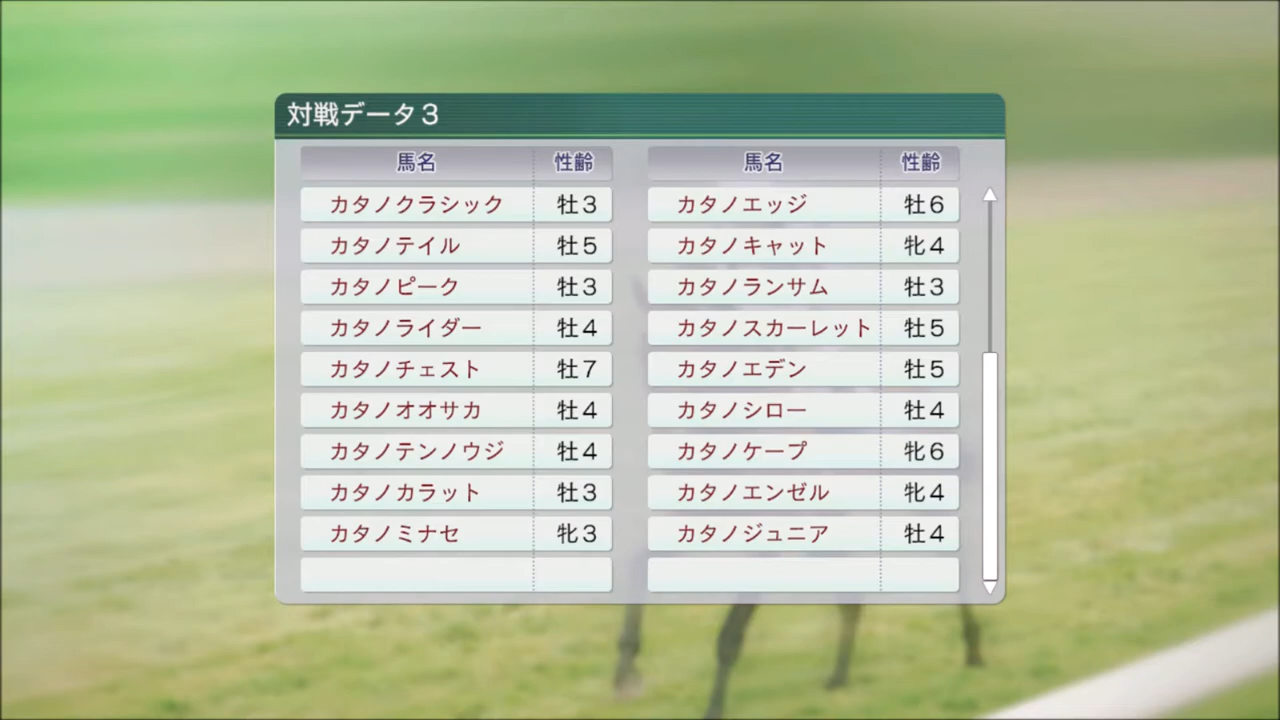 対戦データ３
馬名 性齢 馬名 性齢
カタノクラシック 牡３ カタノエッジ 牡６
カタノテイル 牡５ カタノキャット 牝４
カタノピーク 牡３ カタノランサム 牡３
カタノライダー 牡４ カタノスカーレット 牡５
カタノチェスト 牡７ カタノエデン 牡５
カタノオオサカ 牡４ カタノシロー 牡４
カタノテンノウジ 牡４ カタノケープ 牝６
カタノカラット 牡３ カタノエンゼル 牝４
カタノミナセ 牝３ カタノジュニア 牡４